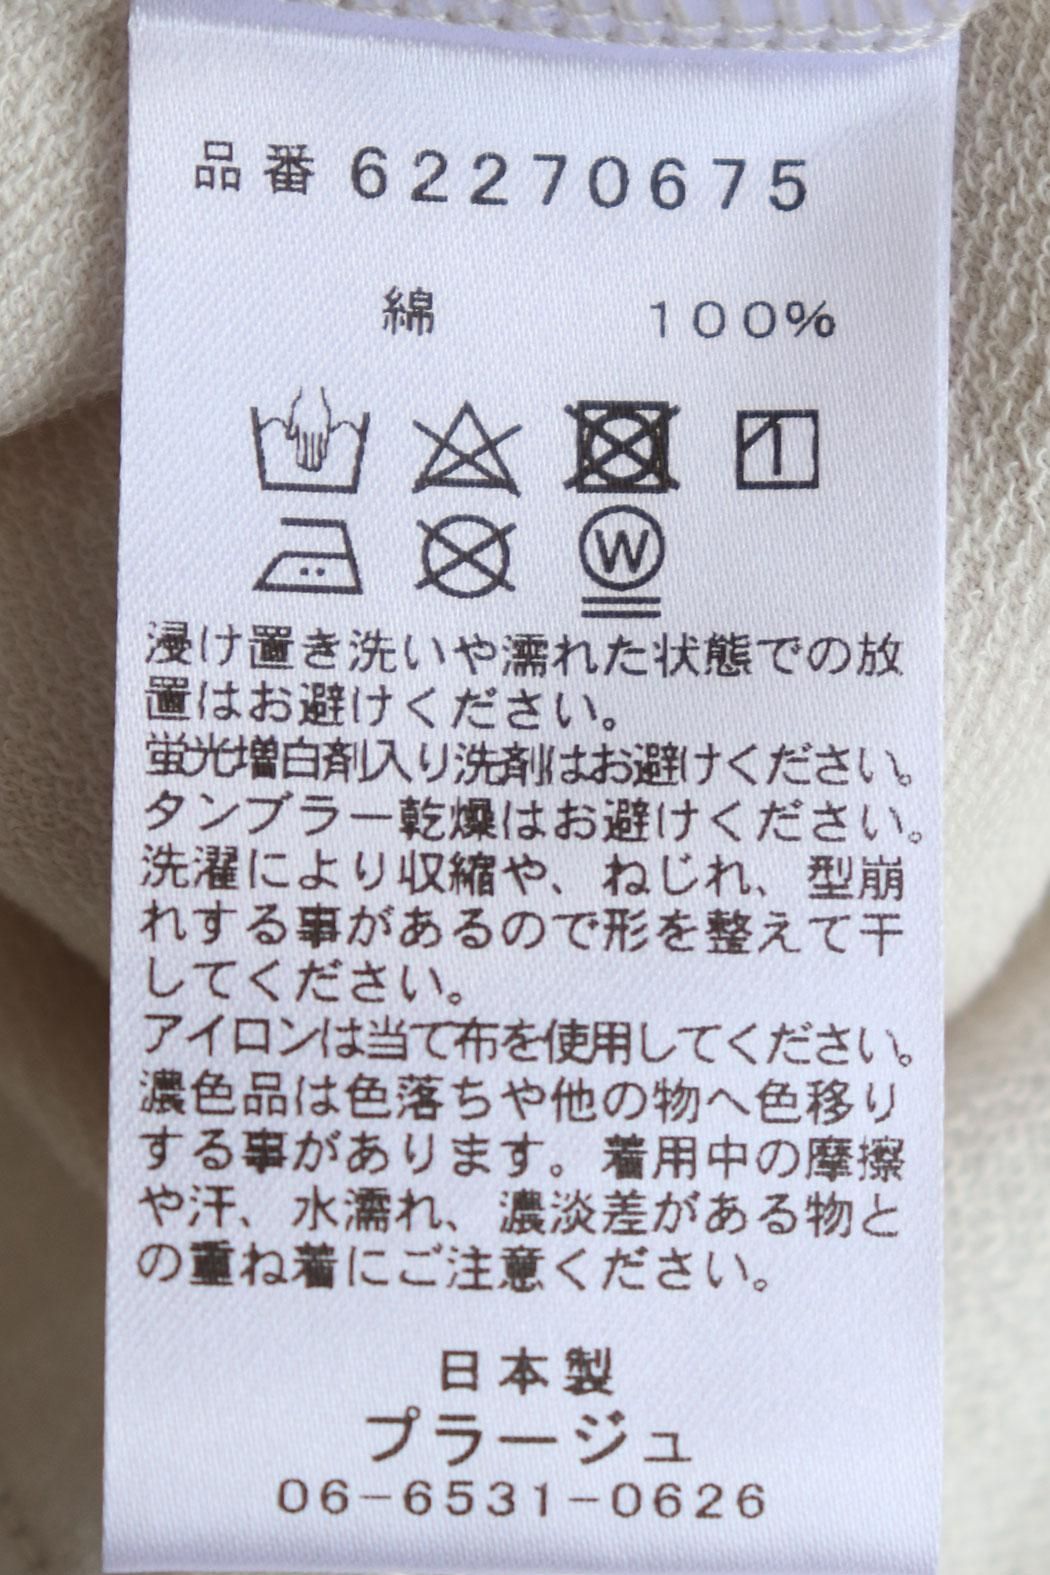 品番 62270675
綿 100%
W
浸け置き洗いや濡れた状態での放
置はお避けください。
蛍光増白剤入り洗剤はお避けください。
タンブラー乾燥はお避けください。
洗濯により収縮や、ねじれ、型崩
れする事があるので形を整えて干
してください。
アイロンは当て布を使用してください。
濃色品は色落ちや他の物へ色移り
する事があります。着用中の摩擦
や汗、水濡れ、濃淡差がある物と
の重ね着にご注意ください。
日本製
プラージュ
06-6531-0626